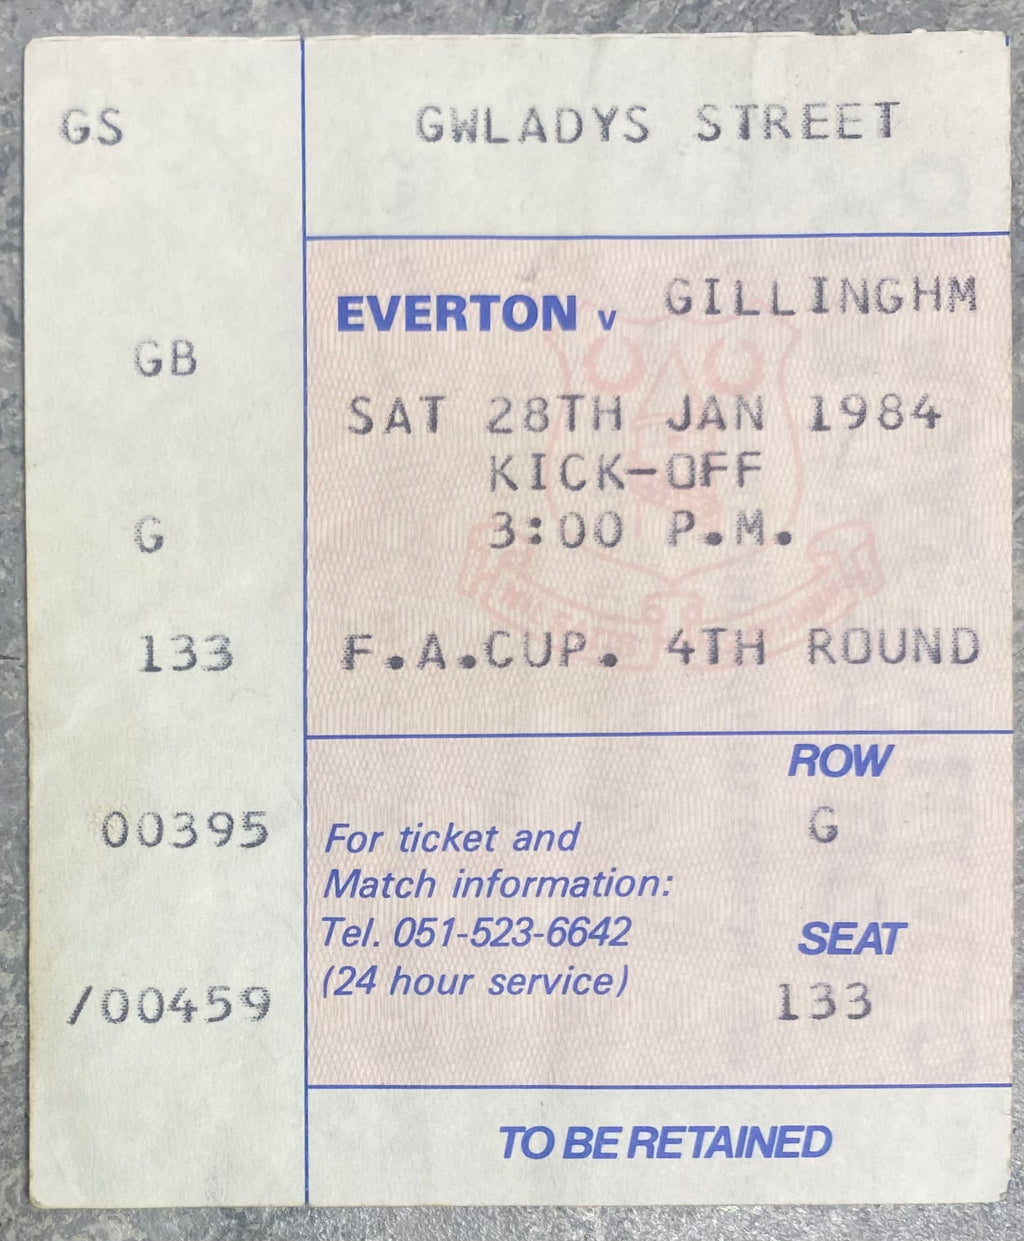 GS
GB
G
133
00395
/00459
GWLADYS STREET
EVERTON v GILLINGHM
SAT 28TH JAN 1984
KICK-OFF
3:00 P.M.
F.A.CUP. 4TH ROUND
For ticket and
Match information:
Tel. 051-523-6642
(24 hour service)
ROW
G
SEAT
133
TO BE RETAINED